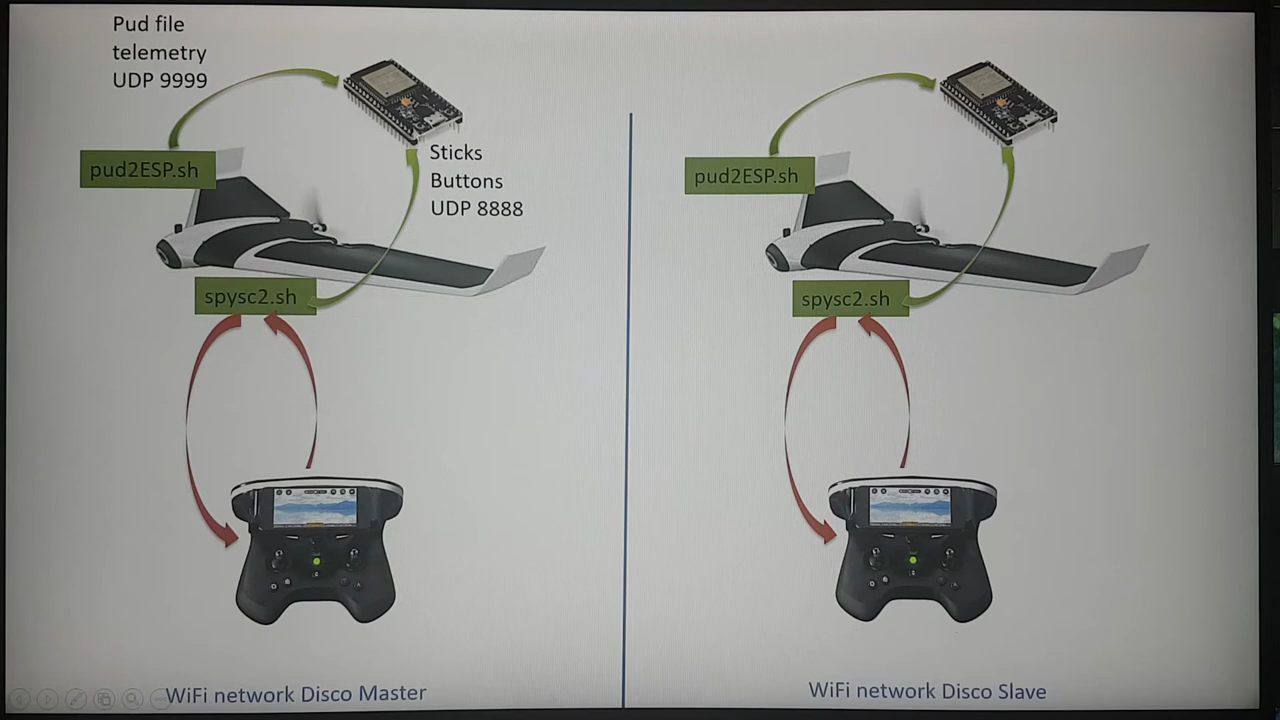 Pud file
telemetry
UDP 9999
pud2ESP.sh
Sticks
Buttons
UDP 8888
spysc2.sh
WiFi network Disco Master
pud2ESP.sh
spysc2.sh
WiFi network Disco Slave